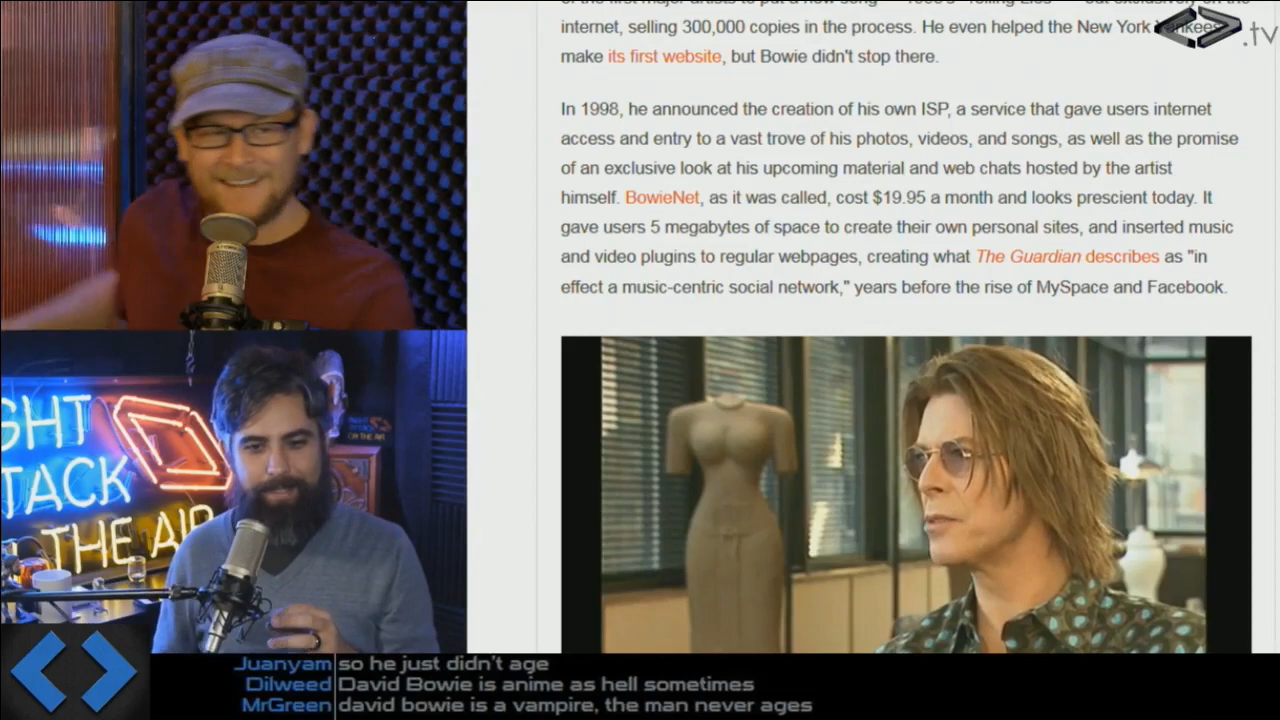 internet, selling 300,000 copies in the process. He even helped the New York Yankees
make its first website, but Bowie didn't stop there.
In 1998, he announced the creation of his own ISP, a service that gave users internet
access and entry to a vast trove of his photos, videos, and songs, as well as the promise
of an exclusive look at his upcoming material and web chats hosted by the artist
himself. BowieNet, as it was called, cost $19.95 a month and looks prescient today. It
gave users 5 megabytes of space to create their own personal sites, and inserted music
and video plugins to regular webpages, creating what The Guardian describes as "in
effect a music-centric social network," years before the rise of MySpace and Facebook.
.tv
GHT
TACK
THE AIR
Juanyam so he just didn't age
Dilweed David Bowie is anime as hell sometimes
MrGreen david bowie is a vampire, the man never ages